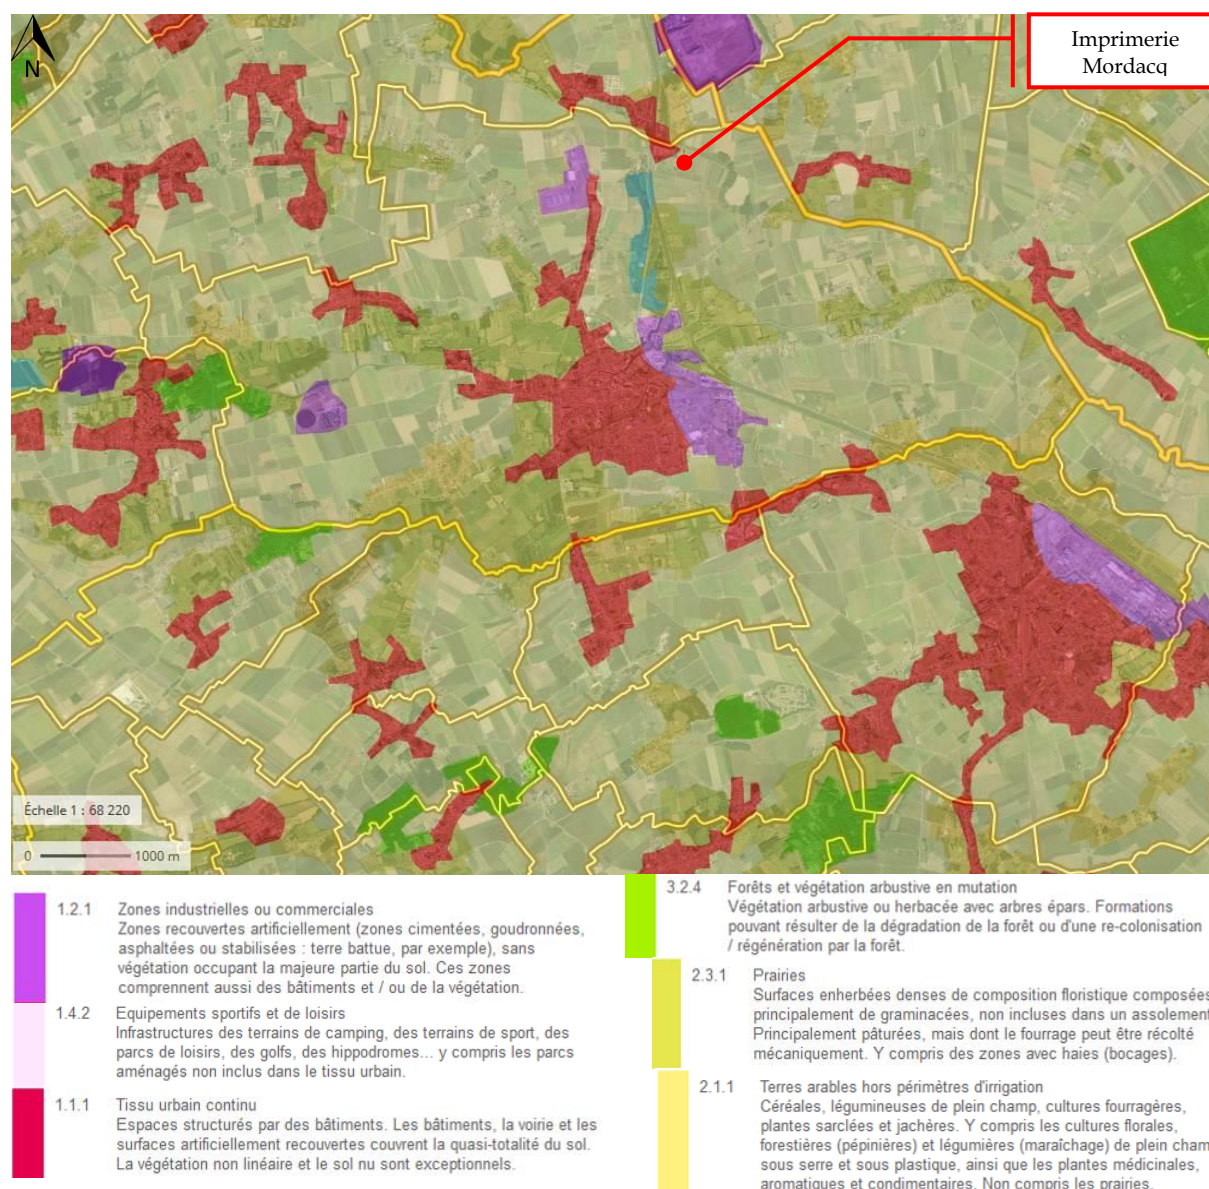 N
Imprimerie
Mordacq
Échelle 1 : 68 220
0 1000 m
1.2.1 Zones industrielles ou commerciales
Zones recouvertes artificiellement (zones cimentées, goudronnées,
asphaltées ou stabilisées : terre battue, par exemple), sans
végétation occupant la majeure partie du sol. Ces zones
comprennent aussi des bâtiments et / ou de la végétation.
1.4.2 Equipements sportifs et de loisirs
Infrastructures des terrains de camping, des terrains de sport, des
parcs de loisirs, des golfs, des hippodromes... y compris les parcs
aménagés non inclus dans le tissu urbain.
1.1.1 Tissu urbain continu
Espaces structurés par des bâtiments. Les bâtiments, la voirie et les
surfaces artificiellement recouvertes couvrent la quasi-totalité du sol.
La végétation non linéaire et le sol nu sont exceptionnels.
3.2.4 Forêts et végétation arbustive en mutation
Végétation arbustive ou herbacée avec arbres épars. Formations
pouvant résulter de la dégradation de la forêt ou d'une re-colonisation
/ régénération par la forêt.
2.3.1 Prairies
Surfaces enherbées denses de composition floristique composées
principalement de graminacées, non incluses dans un assolement
Principalement pâturées, mais dont le fourrage peut être récolté
mécaniquement. Y compris des zones avec haies (bocages).
2.1.1 Terres arables hors périmètres d'irrigation
Céréales, légumineuses de plein champ, cultures fourragères,
plantes sarclées et jachères. Y compris les cultures florales,
forestières (pépinières) et légumières (maraîchage) de plein cham
sous serre et sous plastique, ainsi que les plantes médicinales,
aromatiques et condimentaires. Non compris les prairies.